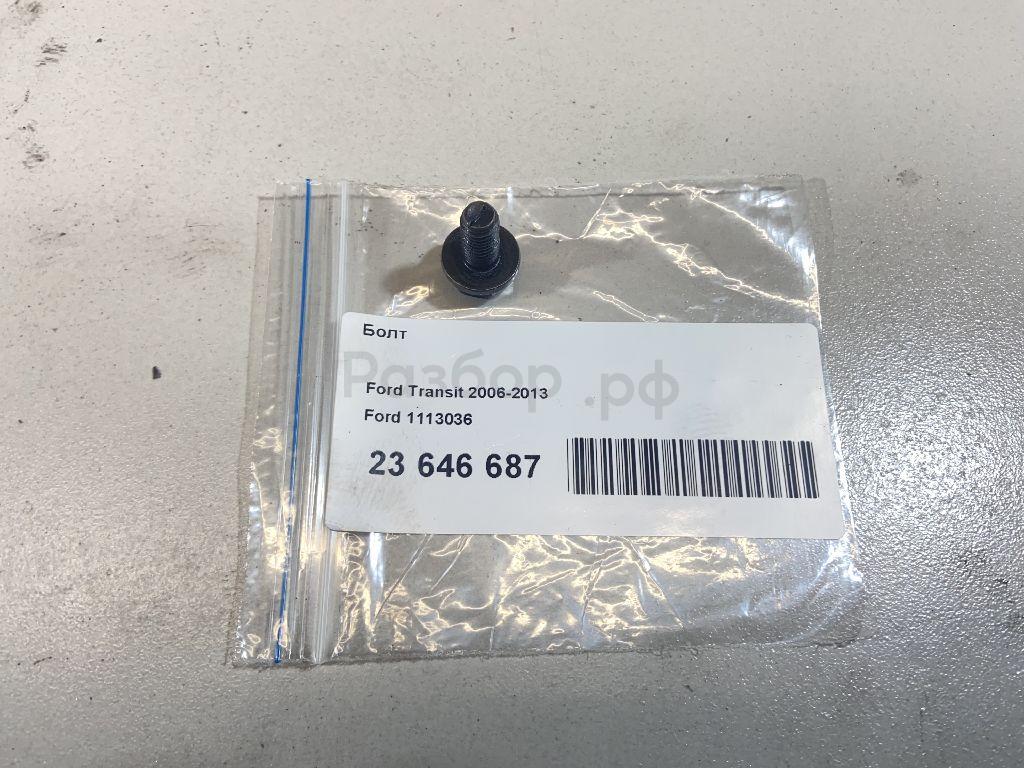 Болт
Разбор.рф
Ford Transit 2006-2013
Ford 1113036
23 646 687